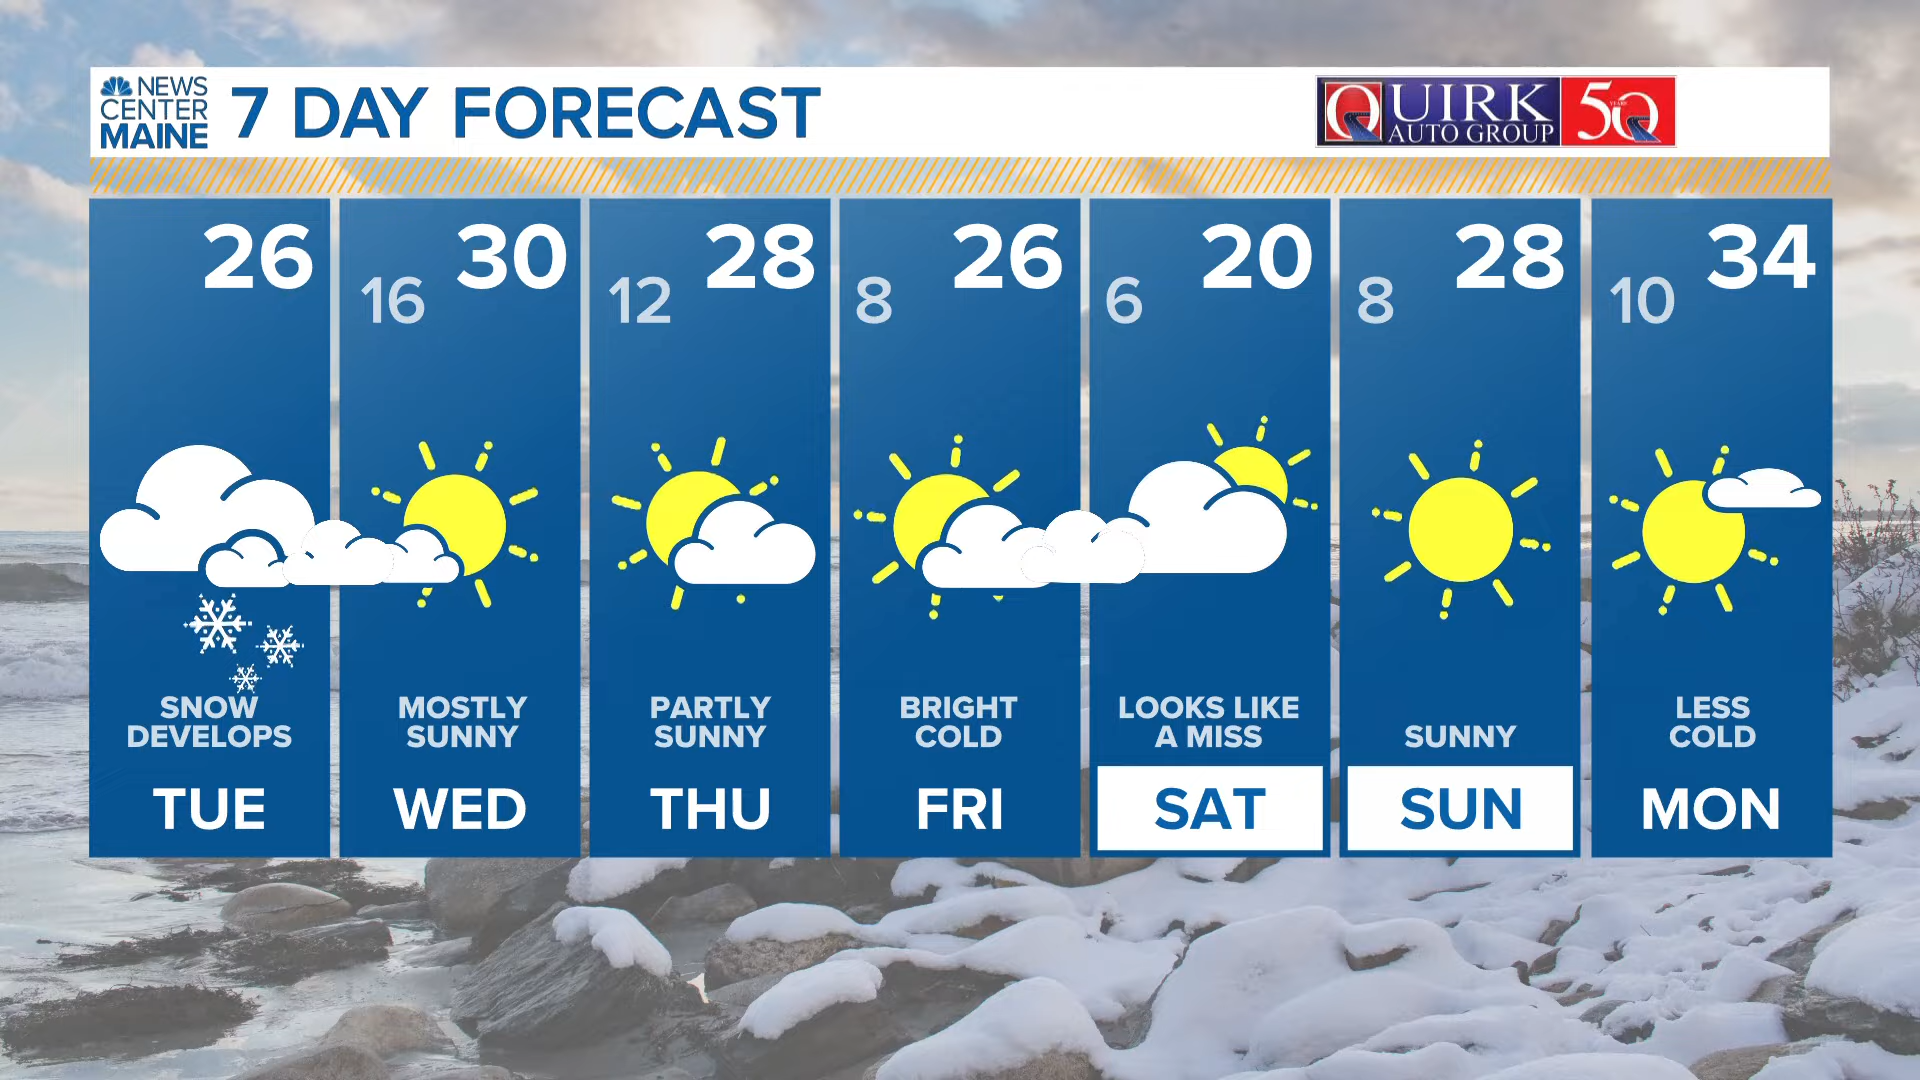 NEWS
CENTER
MAINE
7 DAY FORECAST
QUIRK
AUTO GROUP
50
YEARS
26
16 30
12 28
8 26
6 20
8 28
10 34
SNOW
DEVELOPS
TUE
MOSTLY
SUNNY
WED
PARTLY
SUNNY
THU
BRIGHT
COLD
FRI
LOOKS LIKE
A MISS
SAT
SUNNY
SUN
LESS
COLD
MON